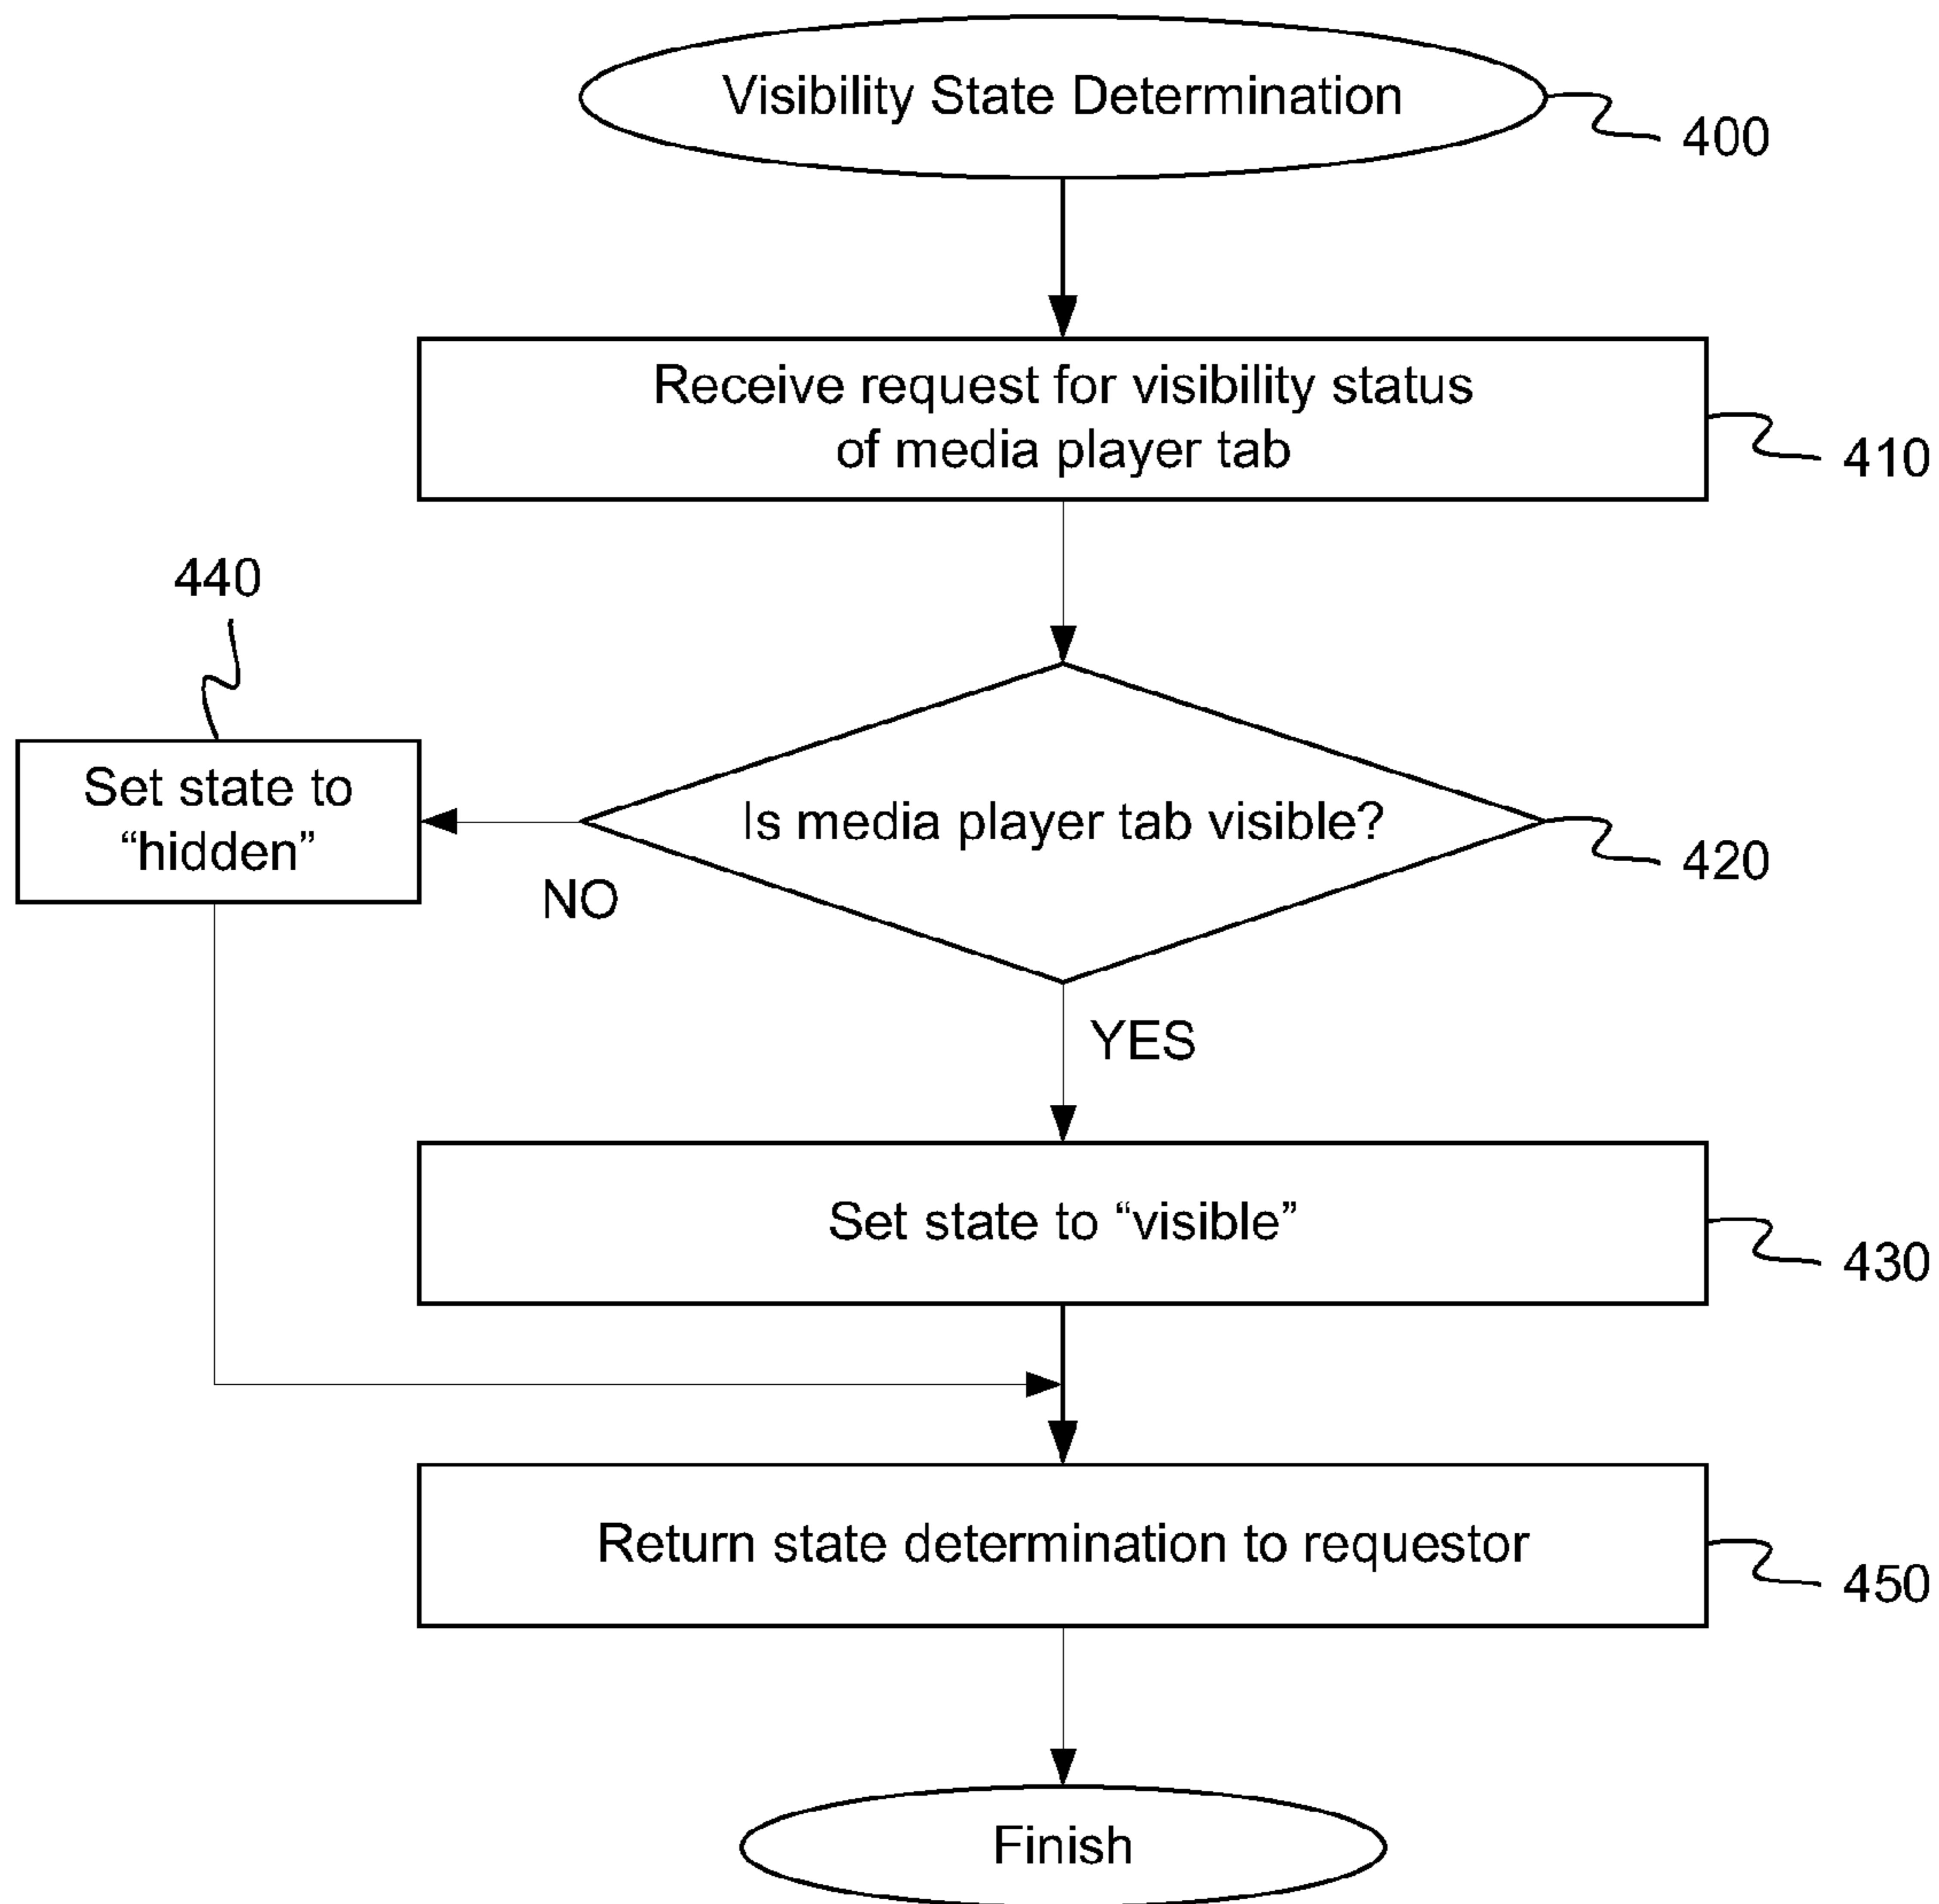 Visibility State Determination
400
Receive request for visibility status
of media player tab
410
440
Set state to
“hidden”
Is media player tab visible?
420
NO
YES
Set state to “visible”
430
Return state determination to requestor
450
Finish